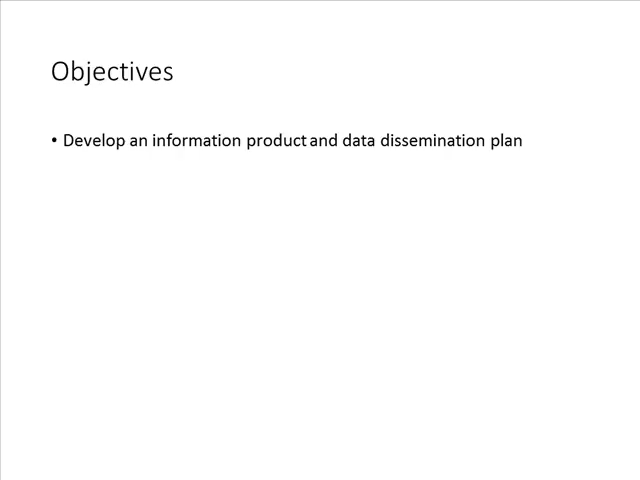 Objectives
• Develop an information product and data dissemination plan